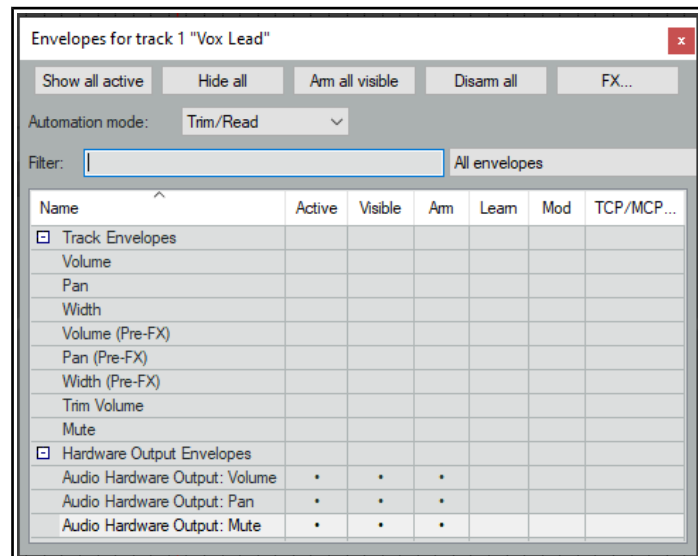 Envelopes for track 1 "Vox Lead"
x
Show all active Hide all Arm all visible Disarm all FX...
Automation mode: Trim/Read
Filter: All envelopes
Name Active Visible Arm Learn Mod TCP/MCP...
Track Envelopes
Volume
Pan
Width
Volume (Pre-FX)
Pan (Pre-FX)
Width (Pre-FX)
Trim Volume
Mute
Hardware Output Envelopes
Audio Hardware Output: Volume • • •
Audio Hardware Output: Pan • • •
Audio Hardware Output: Mute • • •